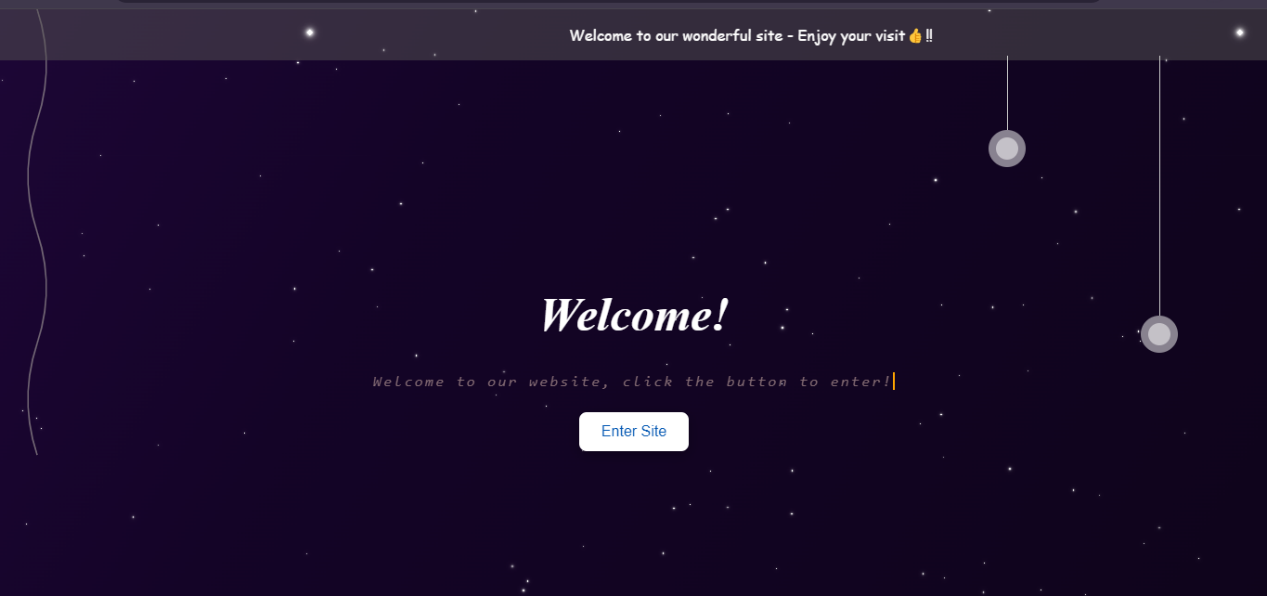 Welcome to our wonderful site - Enjoy your visit👍!!
Welcome!
Welcome to our website, click the button to enter!
Enter Site